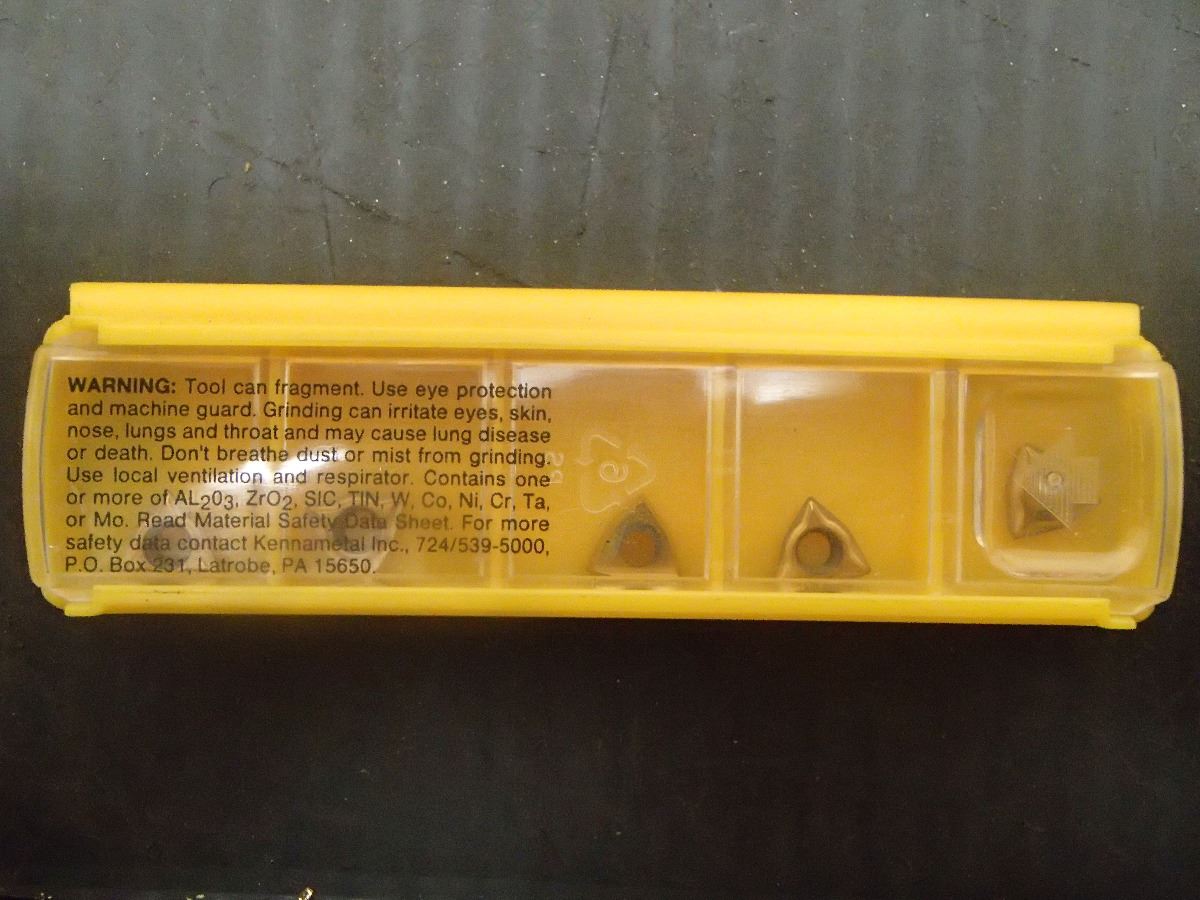 WARNING: Tool can fragment. Use eye protection
and machine guard. Grinding can irritate eyes, skin,
nose, lungs and throat and may cause lung disease
or death. Don't breathe dust or mist from grinding.
Use local ventilation and respirator. Contains one
or more of AL203, ZrO2, SIC, TIN, W, Co, Ni, Cr, Ta,
or Mo. Read Material Safety Data Sheet. For more
safety data contact Kennametal Inc., 724/539-5000,
P.O. Box 231, Latrobe, PA 15650.